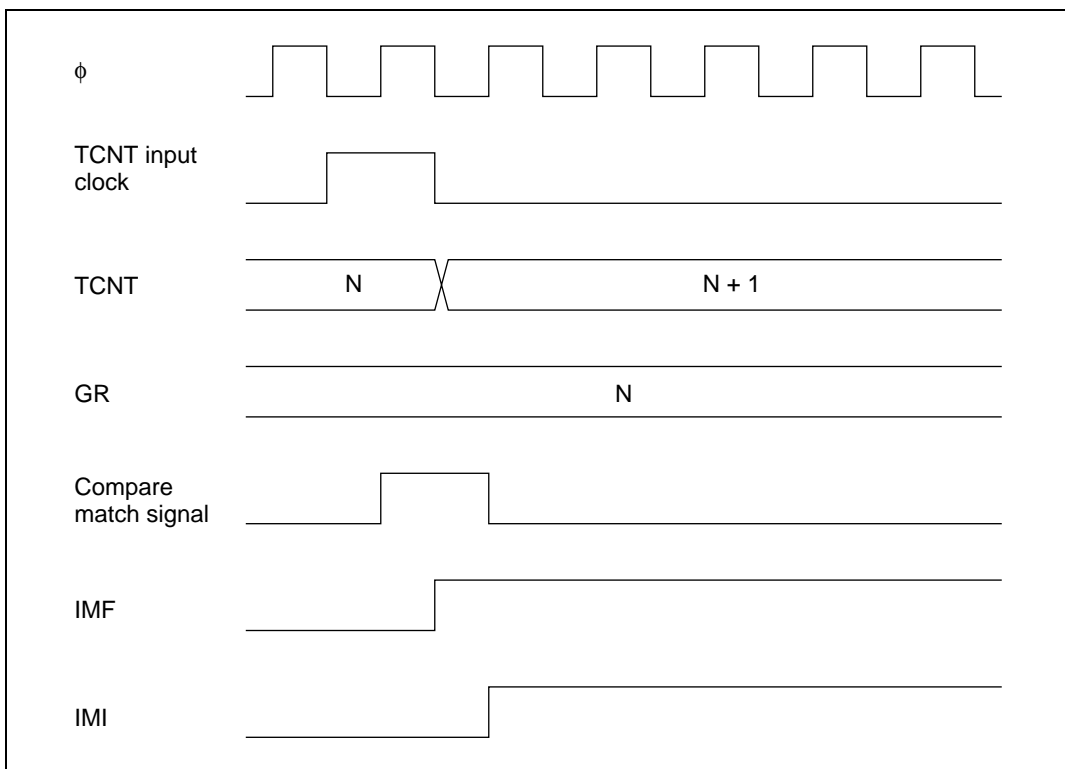 φ
TCNT input
clock
TCNT
N
N + 1
GR
N
Compare
match signal
IMF
IMI